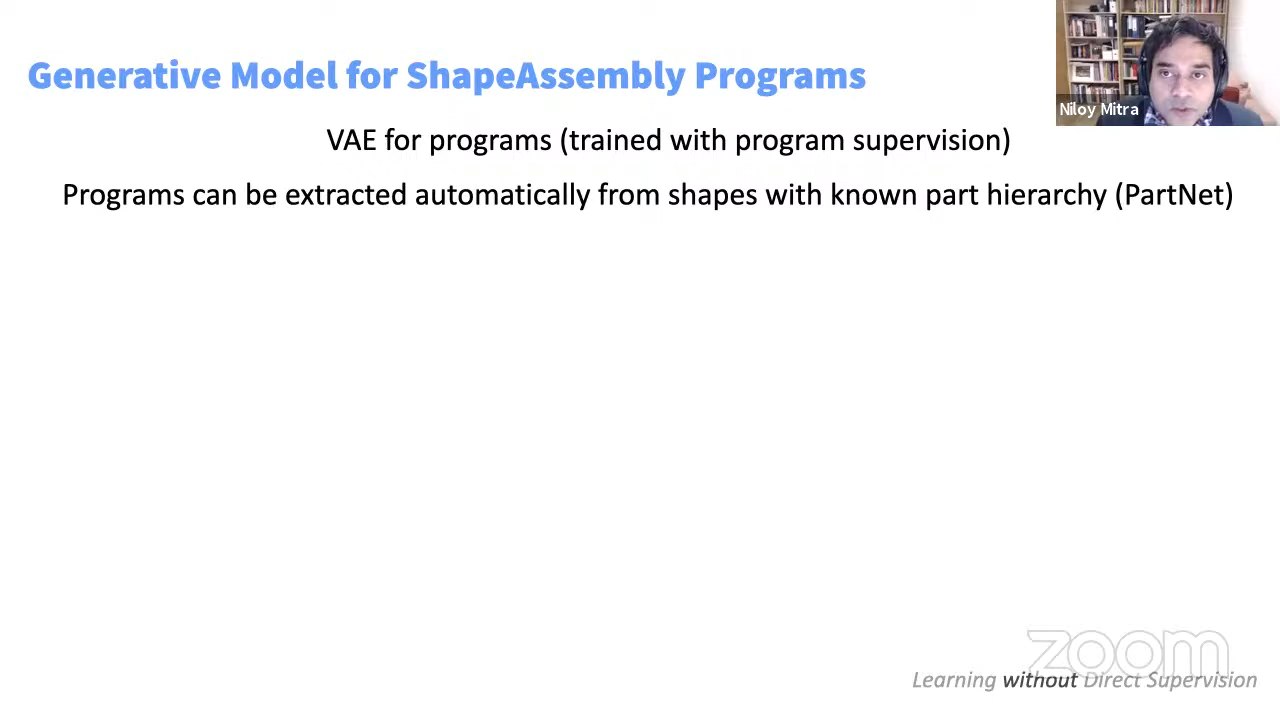 Generative Model for ShapeAssembly Programs
Niloy Mitra
VAE for programs (trained with program supervision)
Programs can be extracted automatically from shapes with known part hierarchy (PartNet)
zoom
Learning without Direct Supervision